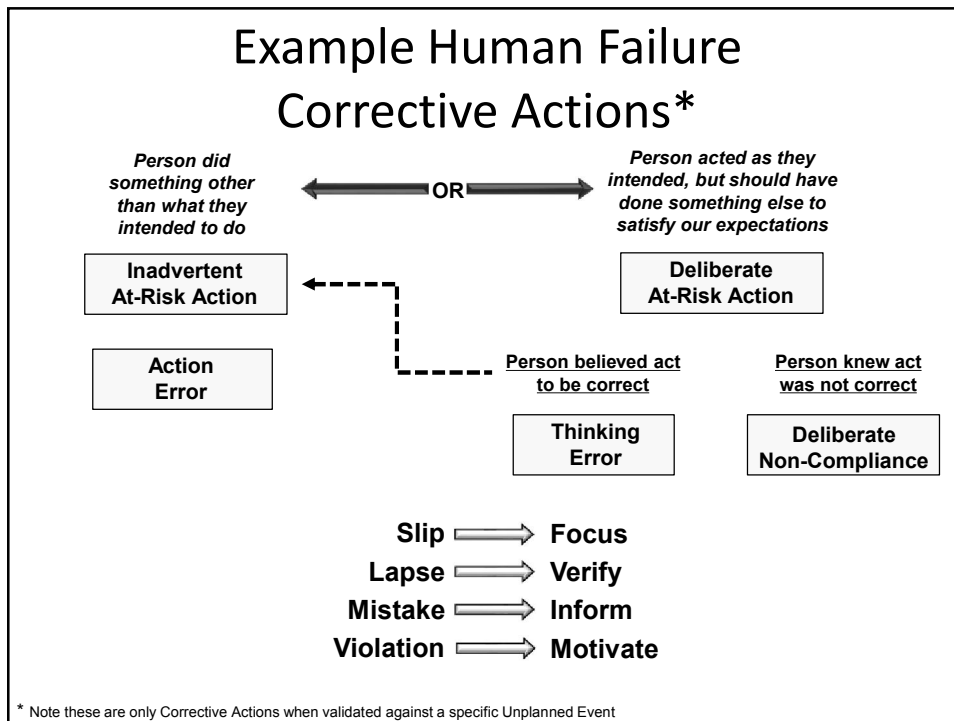 Example Human Failure
Corrective Actions*
Person did
something other
than what they
intended to do
OR
Person acted as they
intended, but should have
done something else to
satisfy our expectations
Inadvertent
At-Risk Action
Deliberate
At-Risk Action
Action
Error
Person believed act
to be correct
Person knew act
was not correct
Thinking
Error
Deliberate
Non-Compliance
Slip Focus
Lapse Verify
Mistake Inform
Violation Motivate
* Note these are only Corrective Actions when validated against a specific Unplanned Event